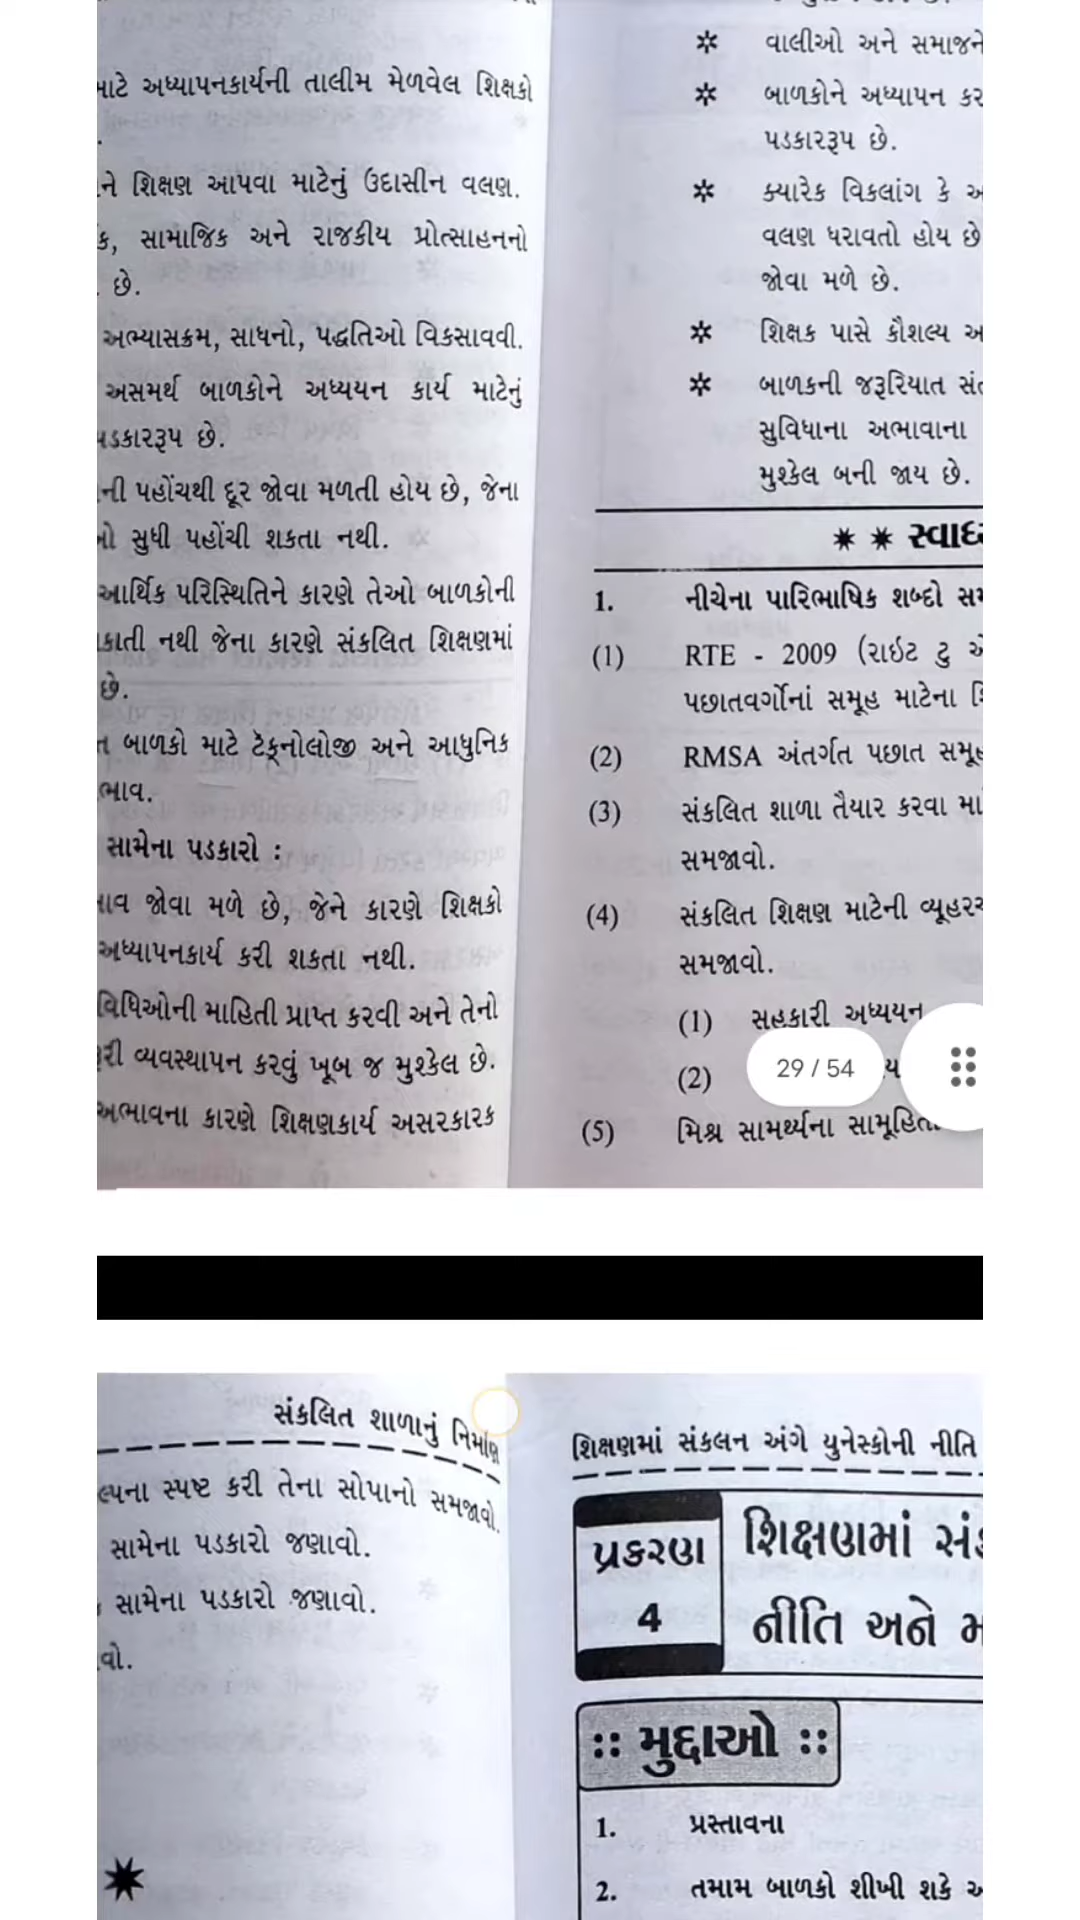 માટે અધ્યાપનકાર્યની તાલીમ મેળવેલ શિક્ષકો
ને શિક્ષણ આપવા માટેનું ઉદાસીન વલણ.
ક, સામાજિક અને રાજકીય પ્રોત્સાહનનો
છે.
અભ્યાસક્રમ, સાધનો, પદ્ધતિઓ વિકસાવવી.
અસમર્થ બાળકોને અધ્યયન કાર્ય માટેનું
પડકારરૂપ છે.
ની પહોંચથી દૂર જોવા મળતી હોય છે, જેના
નો સુધી પહોંચી શકતા નથી.
આર્થિક પરિસ્થિતિને કારણે તેઓ બાળકોની
કાતી નથી જેના કારણે સંકલિત શિક્ષણમાં
છે.
ત બાળકો માટે ટેક્નોલોજી અને આધુનિક
ભાવ.
સામેના પડકારો :
ાવ જોવા મળે છે, જેને કારણે શિક્ષકો
અધ્યાપનકાર્ય કરી શકતા નથી.
વિધિઓની માહિતી પ્રાપ્ત કરવી અને તેનો
રી વ્યવસ્થાપન કરવું ખૂબ જ મુશ્કેલ છે.
અભાવના કારણે શિક્ષણકાર્ય અસરકારક
✲ વાલીઓ અને સમાજને
✲ બાળકોને અધ્યાપન કર
પડકારરૂપ છે.
✲ ક્યારેક વિકલાંગ કે અ
વલણ ધરાવતો હોય છે
જોવા મળે છે.
✲ શિક્ષક પાસે કૌશલ્ય અ
✲ બાળકની જરૂરિયાત સં
સુવિધાના અભાવાના
મુશ્કેલ બની જાય છે.
✷ ✷ સ્વાધ્ય
1. નીચેના પારિભાષિક શબ્દો સમ
(1) RTE - 2009 (રાઇટ ટુ એ
પછાતવર્ગોનાં સમૂહ માટેના શિ
(2) RMSA અંતર્ગત પછાત સમૂહ
(3) સંકલિત શાળા તૈયાર કરવા મા
સમજાવો.
(4) સંકલિત શિક્ષણ માટેની વ્યૂહરચ
સમજાવો.
(1) સહકારી અધ્યયન
(2)
29 / 54
(5) મિશ્ર સામર્થ્યના સામૂહિત
સંકલિત શાળાનું નિર્માણ
લ્પના સ્પષ્ટ કરી તેના સોપાનો સમજાવો.
સામેના પડકારો જણાવો.
સામેના પડકારો જણાવો.
વો.
શિક્ષણમાં સંકલન અંગે યુનેસ્કોની નીતિ
પ્રકરણ
4
શિક્ષણમાં સં
નીતિ અને મ
:: મુદ્દાઓ ::
1. પ્રસ્તાવના
2. તમામ બાળકો શીખી શકે અ